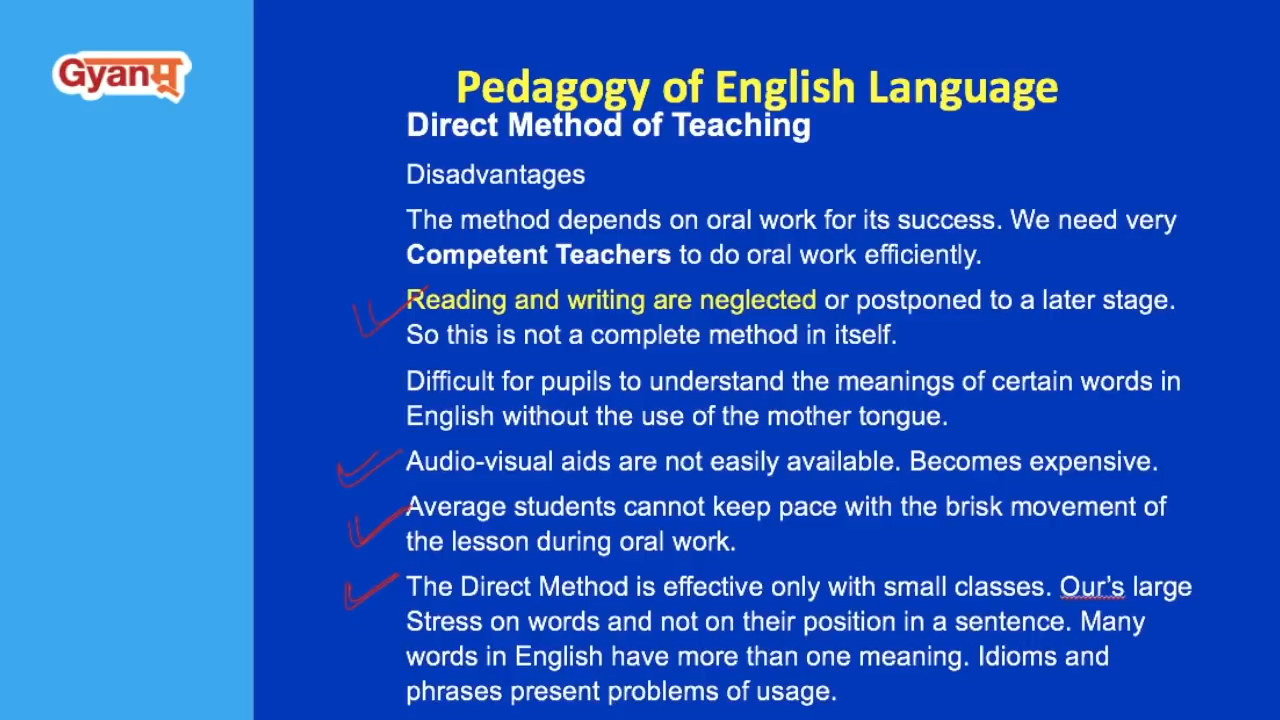 Gyanमू
Pedagogy of English Language
Direct Method of Teaching
Disadvantages
The method depends on oral work for its success. We need very
Competent Teachers to do oral work efficiently.
Reading and writing are neglected or postponed to a later stage.
So this is not a complete method in itself.
Difficult for pupils to understand the meanings of certain words in
English without the use of the mother tongue.
Audio-visual aids are not easily available. Becomes expensive.
Average students cannot keep pace with the brisk movement of
the lesson during oral work.
The Direct Method is effective only with small classes. Our's large
Stress on words and not on their position in a sentence. Many
words in English have more than one meaning. Idioms and
phrases present problems of usage.